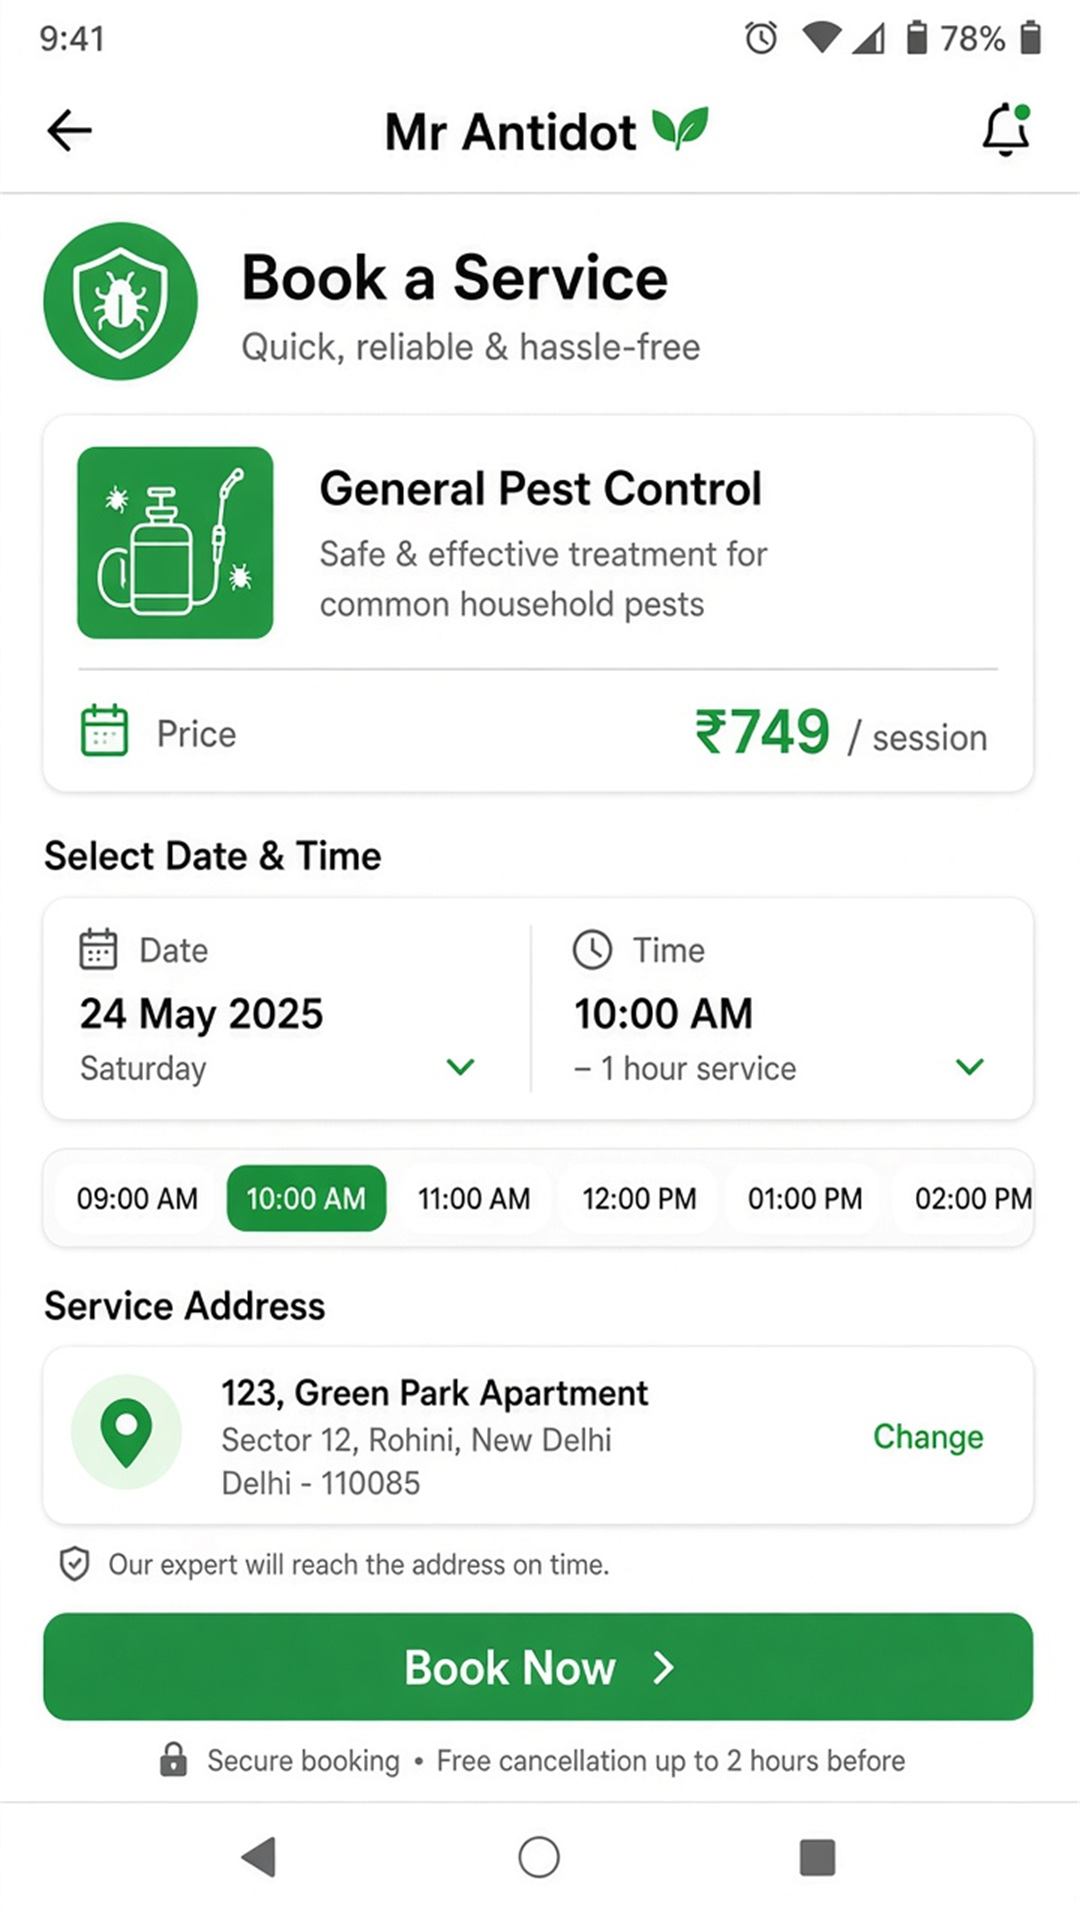 9:41
78%
Mr Antidot
Book a Service
Quick, reliable & hassle-free
General Pest Control
Safe & effective treatment for
common household pests
Price
₹749 / session
Select Date & Time
Date
24 May 2025
Saturday
Time
10:00 AM
– 1 hour service
09:00 AM 10:00 AM 11:00 AM 12:00 PM 01:00 PM 02:00 PM
Service Address
123, Green Park Apartment
Sector 12, Rohini, New Delhi
Delhi - 110085
Change
Our expert will reach the address on time.
Book Now
Secure booking • Free cancellation up to 2 hours before